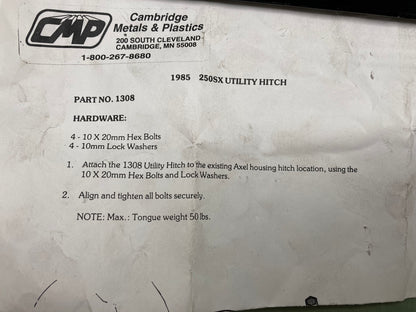 CMP
Cambridge
Metals & Plastics
200 SOUTH CLEVELAND
CAMBRIDGE, MN 55008
1-800-267-8680
1985 250SX UTILITY HITCH
PART NO. 1308
HARDWARE:
4 - 10 X 20mm Hex Bolts
4 - 10mm Lock Washers
1. Attach the 1308 Utility Hitch to the existing Axel housing hitch location, using the
10 X 20mm Hex Bolts and Lock Washers.
2. Align and tighten all bolts securely.
NOTE: Max.: Tongue weight 50 lbs.